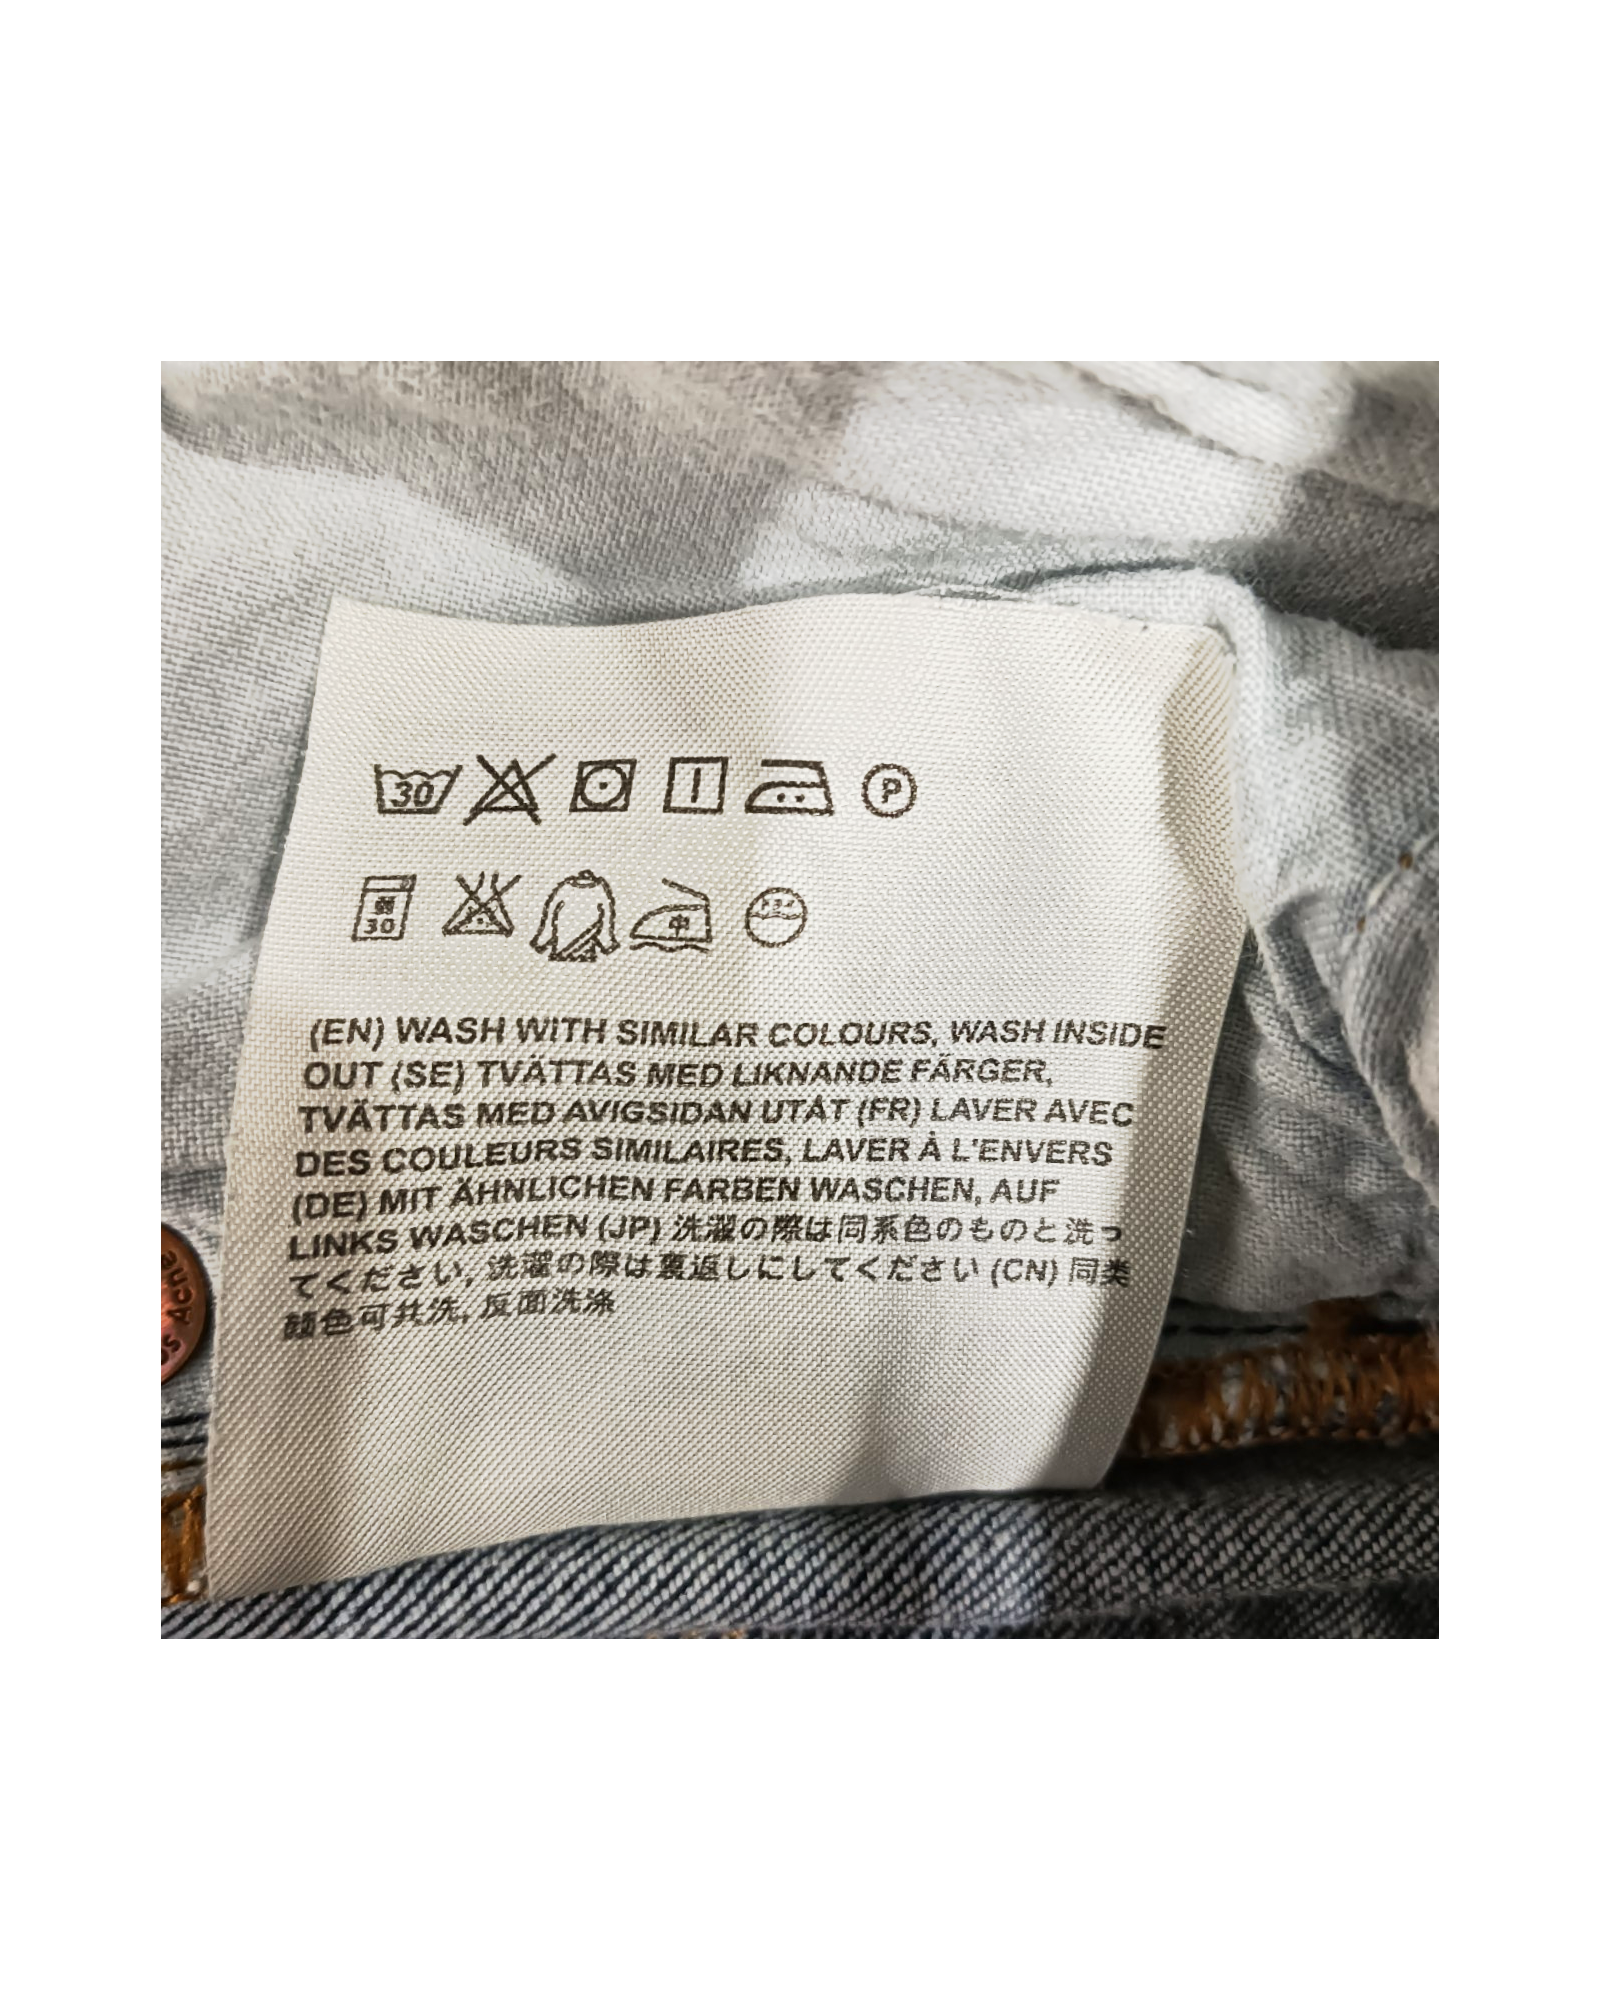 30
P
弱
30
中
ドライ
(EN) WASH WITH SIMILAR COLOURS, WASH INSIDE
OUT (SE) TVÄTTAS MED LIKNANDE FÄRGER,
TVÄTTAS MED AVIGSIDAN UTÅT (FR) LAVER AVEC
DES COULEURS SIMILAIRES, LAVER À L'ENVERS
(DE) MIT ÄHNLICHEN FARBEN WASCHEN, AUF
LINKS WASCHEN (JP) 洗濯の際は同系色のものと洗っ
てください, 洗濯の際は裏返しにしてください (CN) 同类
颜色可共洗, 反面洗涤